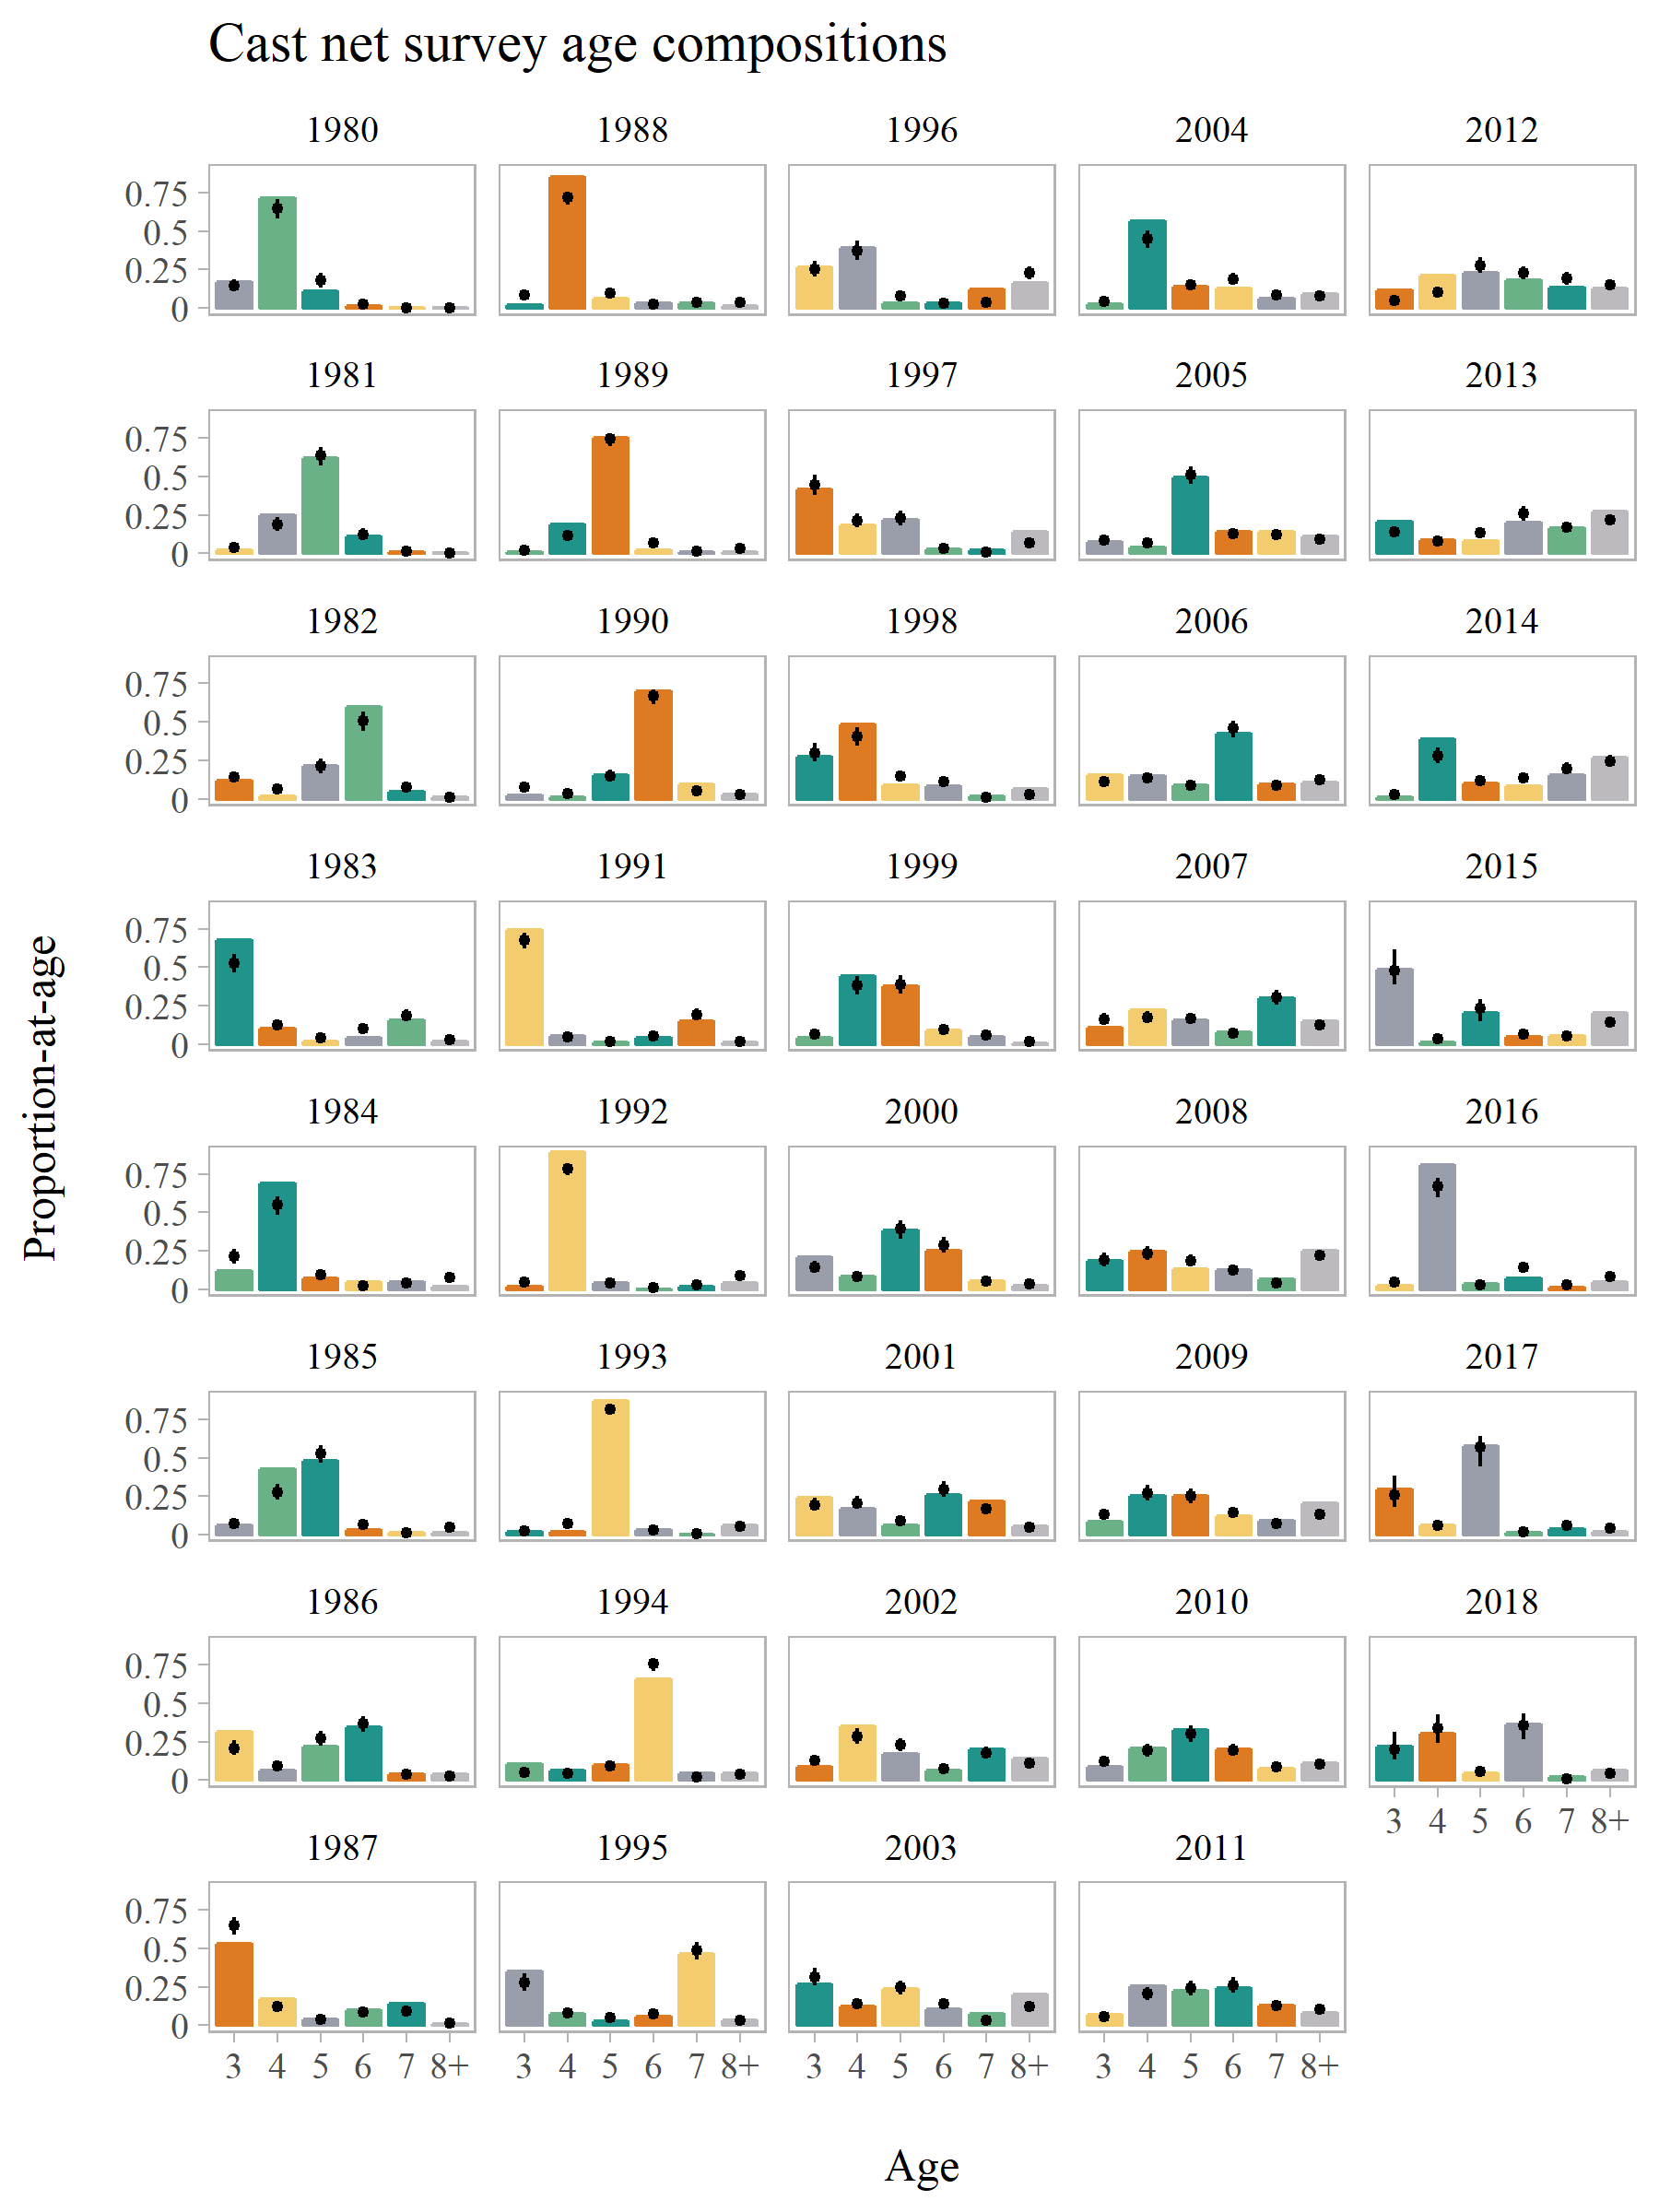 Cast net survey age compositions
1980 1988 1996 2004 2012
0.75
0.5
0.25
0
1981 1989 1997 2005 2013
0.75
0.5
0.25
0
1982 1990 1998 2006 2014
0.75
0.5
0.25
0
1983 1991 1999 2007 2015
0.75
0.5
0.25
0
1984 1992 2000 2008 2016
0.75
0.5
0.25
0
1985 1993 2001 2009 2017
0.75
0.5
0.25
0
1986 1994 2002 2010 2018
0.75
0.5
0.25
0
3 4 5 6 7 8+
1987 1995 2003 2011
0.75
0.5
0.25
0
3 4 5 6 7 8+ 3 4 5 6 7 8+ 3 4 5 6 7 8+ 3 4 5 6 7 8+
Proportion-at-age
Age